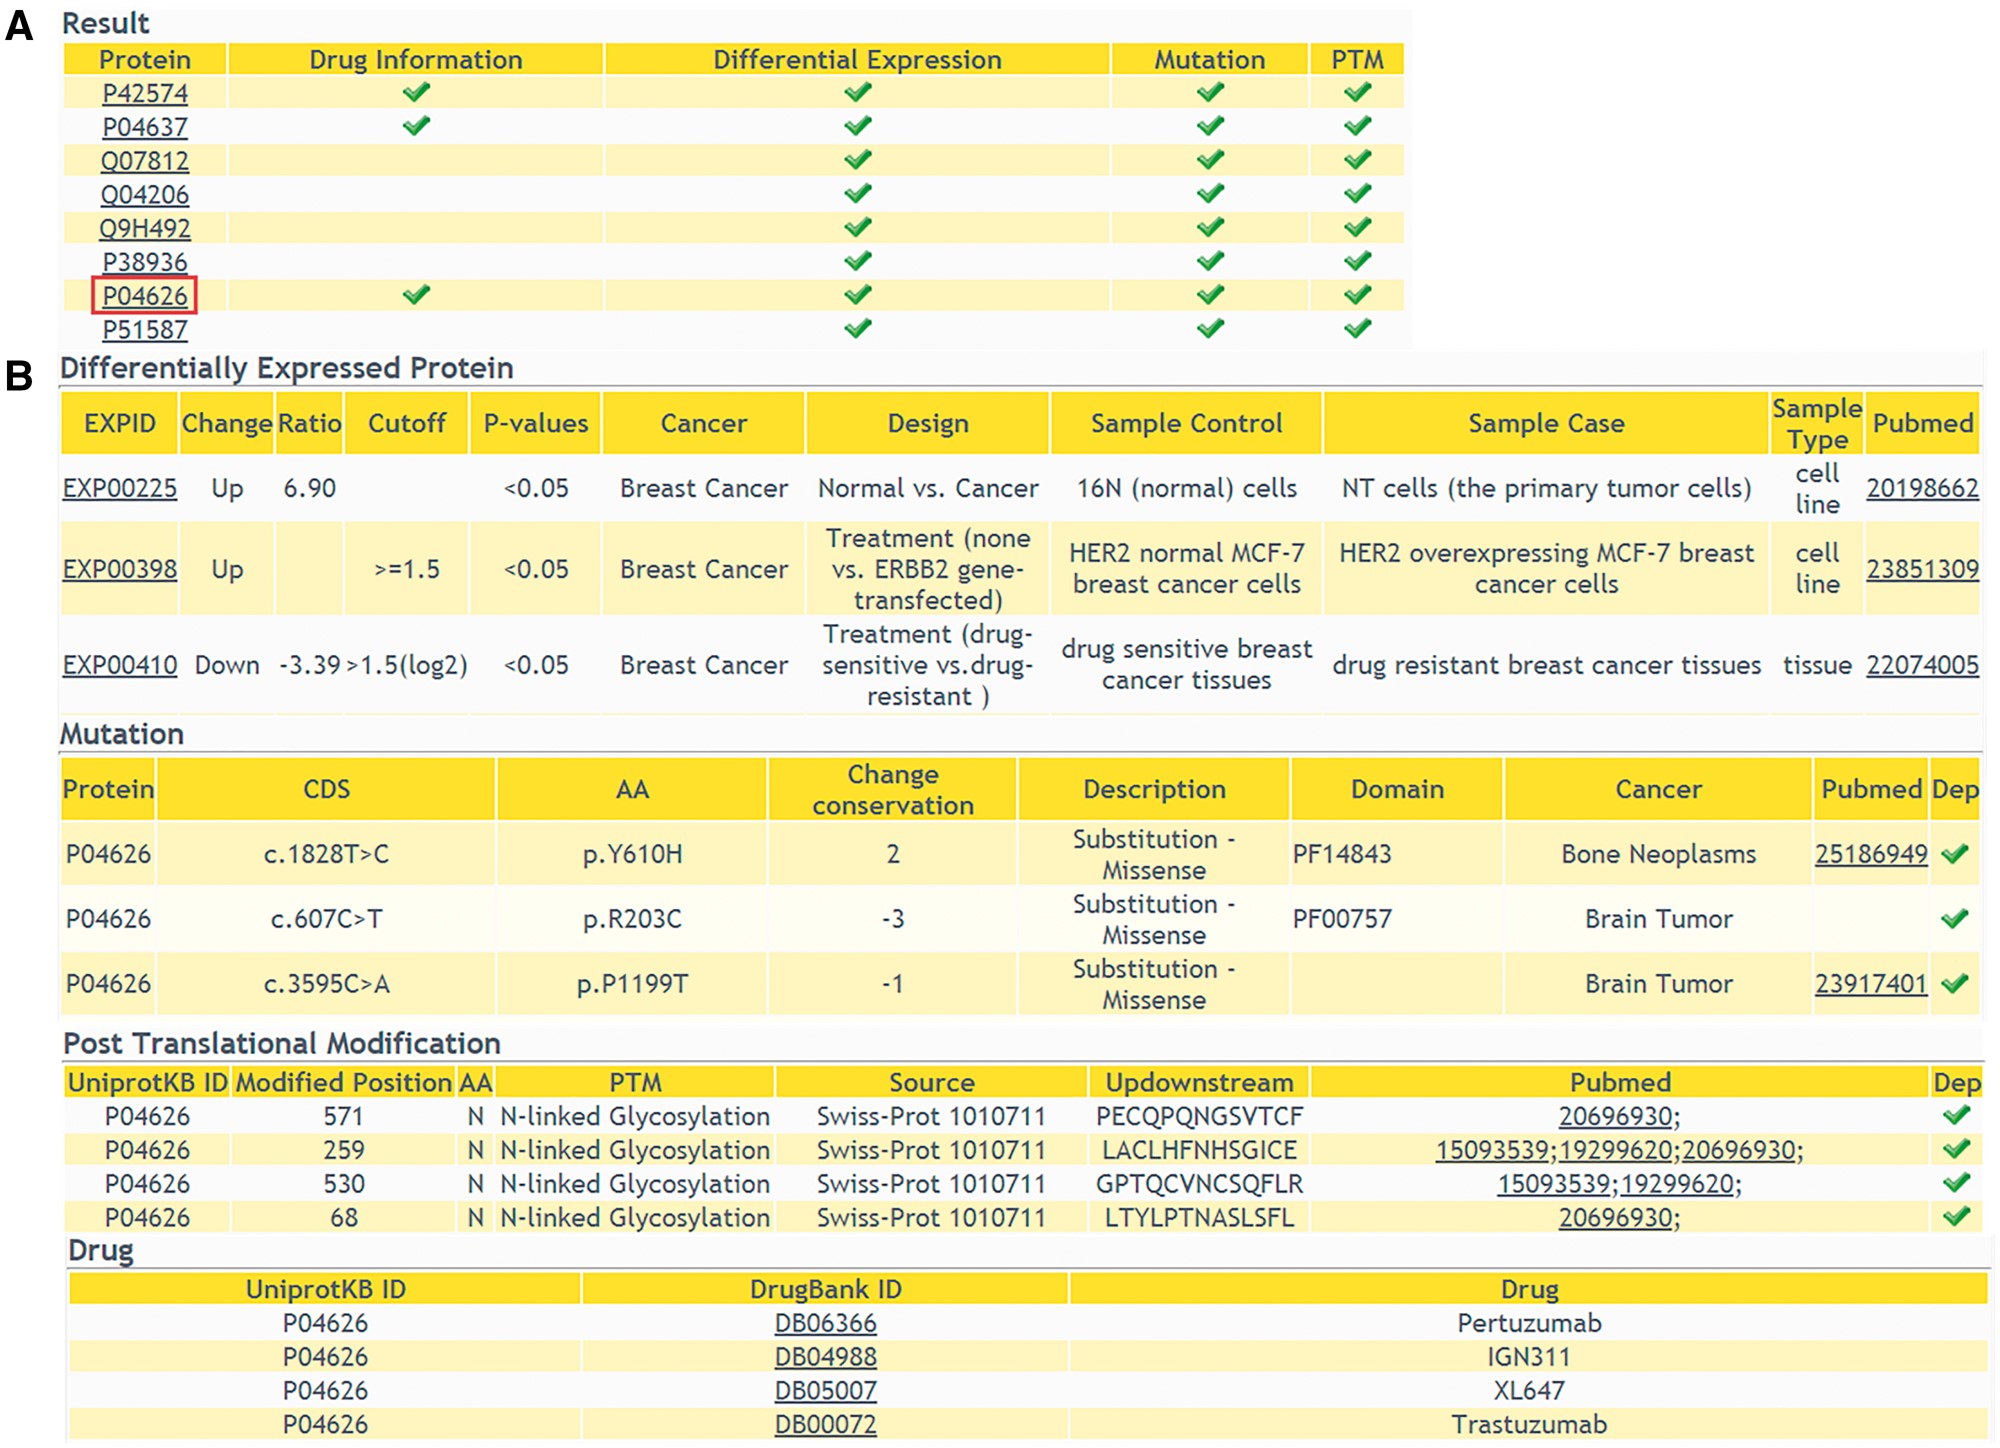 A
Result
Protein Drug Information Differential Expression Mutation PTM
P42574
P04637
Q07812
Q04206
Q9H492
P38936
P04626
P51587
B
Differentially Expressed Protein
EXPID Change Ratio Cutoff P-values Cancer Design Sample Control Sample Case Sample Type Pubmed
EXP00225 Up 6.90 <0.05 Breast Cancer Normal vs. Cancer 16N (normal) cells NT cells (the primary tumor cells) cell line 20198662
EXP00398 Up >=1.5 <0.05 Breast Cancer Treatment (none vs. ERBB2 gene-transfected) HER2 normal MCF-7 breast cancer cells HER2 overexpressing MCF-7 breast cancer cells cell line 23851309
EXP00410 Down -3.39 >1.5(log2) <0.05 Breast Cancer Treatment (drug-sensitive vs.drug-resistant ) drug sensitive breast cancer tissues drug resistant breast cancer tissues tissue 22074005
Mutation
Protein CDS AA Change conservation Description Domain Cancer Pubmed Dep
P04626 c.1828T>C p.Y610H 2 Substitution - Missense PF14843 Bone Neoplasms 25186949
P04626 c.607C>T p.R203C -3 Substitution - Missense PF00757 Brain Tumor
P04626 c.3595C>A p.P1199T -1 Substitution - Missense Brain Tumor 23917401
Post Translational Modification
UniprotKB ID Modified Position AA PTM Source Updownstream Pubmed Dep
P04626 571 N N-linked Glycosylation Swiss-Prot 1010711 PECQPQNGSVTCF 20696930;
P04626 259 N N-linked Glycosylation Swiss-Prot 1010711 LACLHFNHSGICE 15093539;19299620;20696930;
P04626 530 N N-linked Glycosylation Swiss-Prot 1010711 GPTQCVNCSQFLR 15093539;19299620;
P04626 68 N N-linked Glycosylation Swiss-Prot 1010711 LTYLPTNASLSFL 20696930;
Drug
UniprotKB ID DrugBank ID Drug
P04626 DB06366 Pertuzumab
P04626 DB04988 IGN311
P04626 DB05007 XL647
P04626 DB00072 Trastuzumab